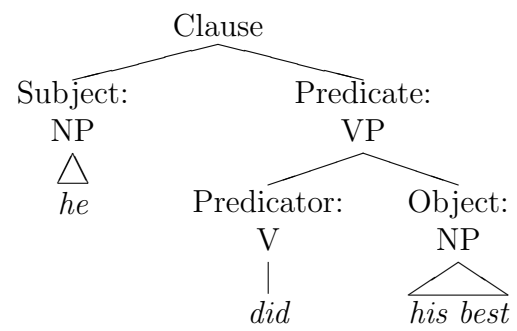 Clause
Subject: Predicate:
NP VP
he Predicator: Object:
V NP
did his best